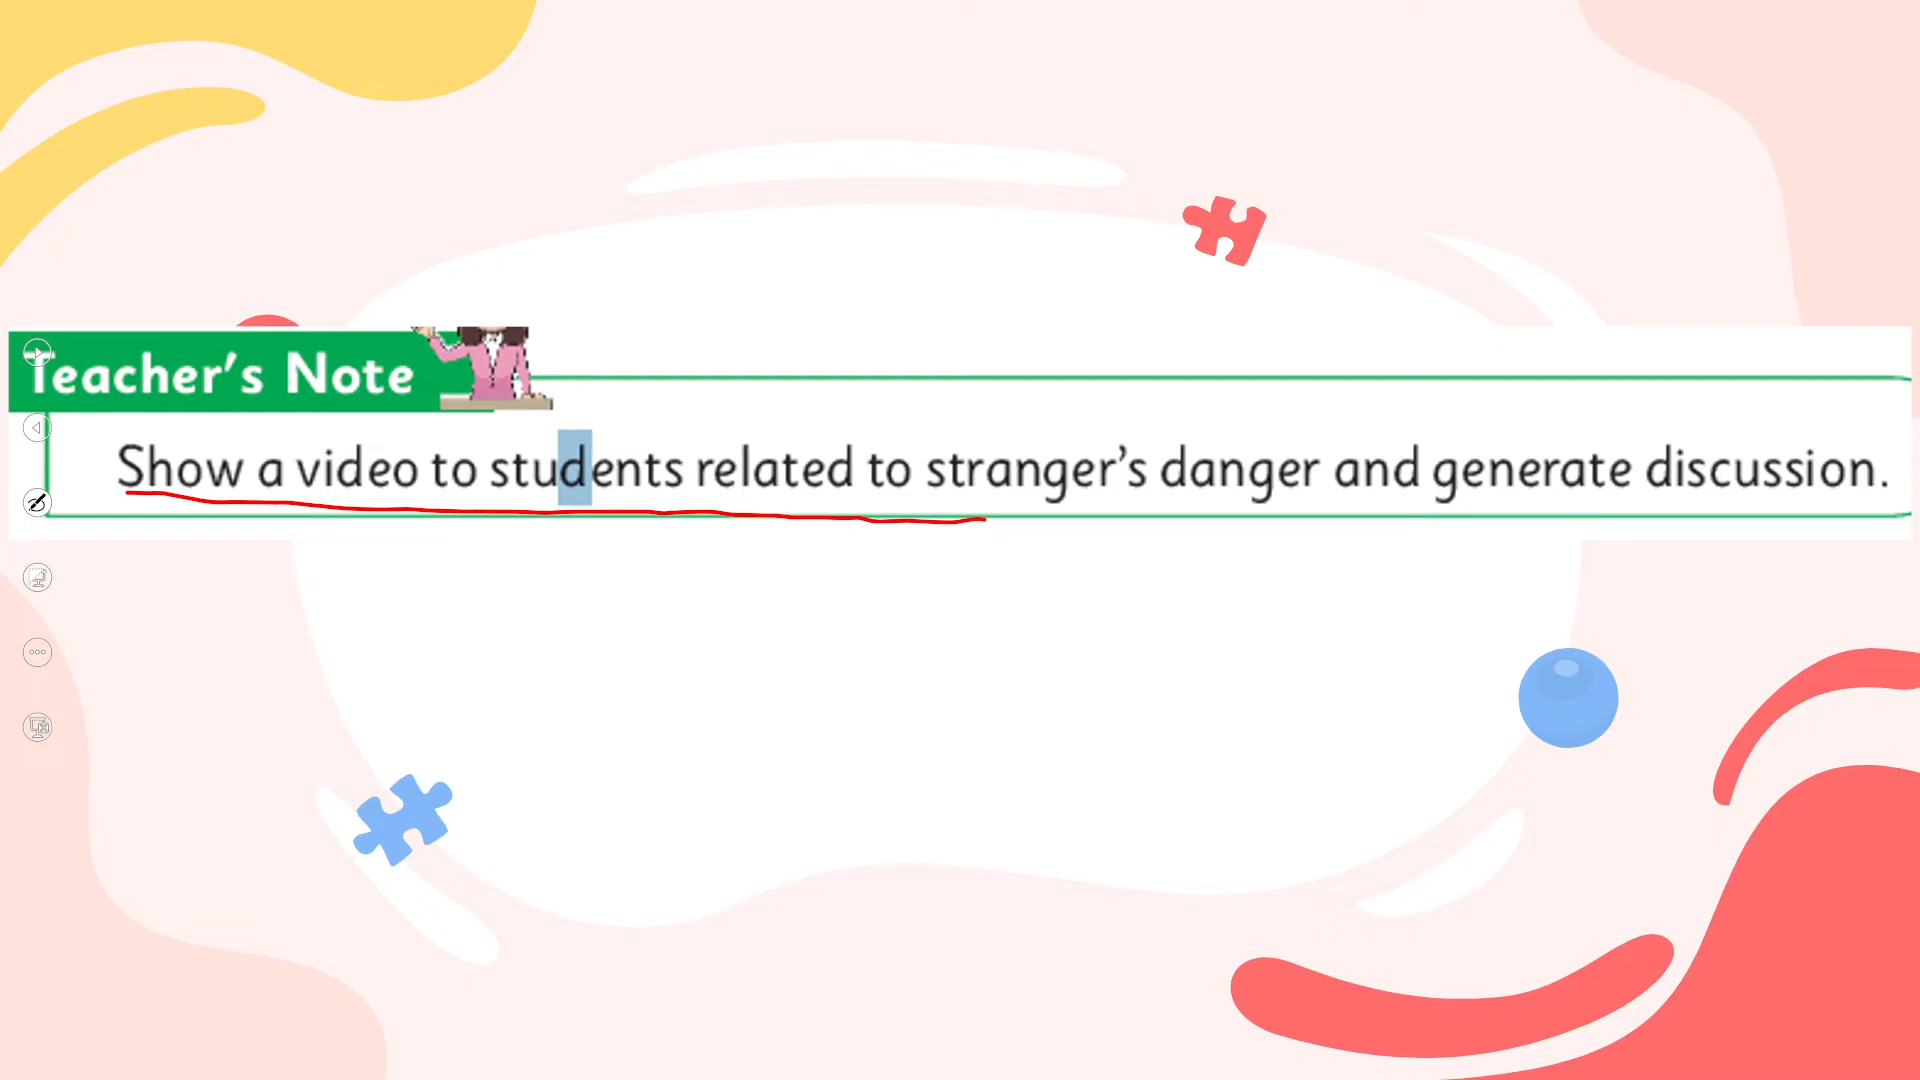 Teacher's Note
Show a video to students related to stranger's danger and generate discussion.